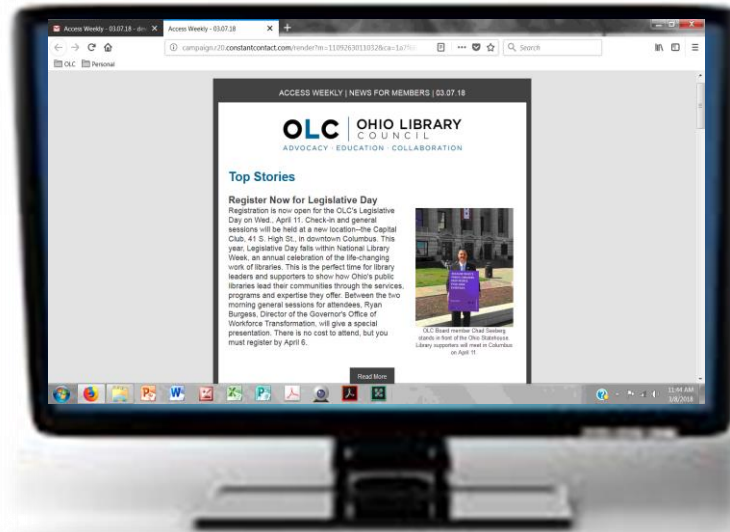 Access Weekly - 03.07.18 - de
Access Weekly - 03.07.18
campaign.r20.constantcontact.com/render?m=1109263011052&ca=1a
Search
OLC
Personal
ACCESS WEEKLY | NEWS FOR MEMBERS | 03.07.18
OLC
OHIO LIBRARY
COUNCIL
ADVOCACY · EDUCATION · COLLABORATION
Top Stories
Register Now for Legislative Day
Registration is now open for the OLC's Legislative
Day on Wed., April 11. Check-in and general
sessions will be held at a new location–the Capital
Club, 41 S. High St., in downtown Columbus. This
year, Legislative Day falls within National Library
Week, an annual celebration of the life-changing
work of libraries. This is the perfect time for library
leaders and supporters to show how Ohio's public
libraries lead their communities through the services,
programs and expertise they offer. Between the two
morning general sessions for attendees, Ryan
Burgess, Director of the Governor's Office of
Workforce Transformation, will give a special
presentation. There is no cost to attend, but you
must register by April 6.
OLC Board member Chad Seeberg
stands in front of the Ohio Statehouse
Library supporters will meet in Columbus
on April 11
Read More
11:44 AM
3/8/2018